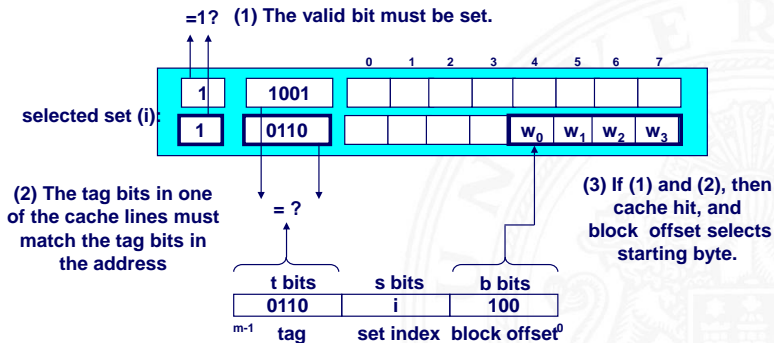 =1? (1) The valid bit must be set.
0 1 2 3 4 5 6 7
1 1001
selected set (i):
1 0110 w0 w1 w2 w3
(2) The tag bits in one
of the cache lines must
match the tag bits in
the address
= ?
(3) If (1) and (2), then
cache hit, and
block offset selects
starting byte.
t bits s bits b bits
0110 i 100
m-1 tag set index block offset 0